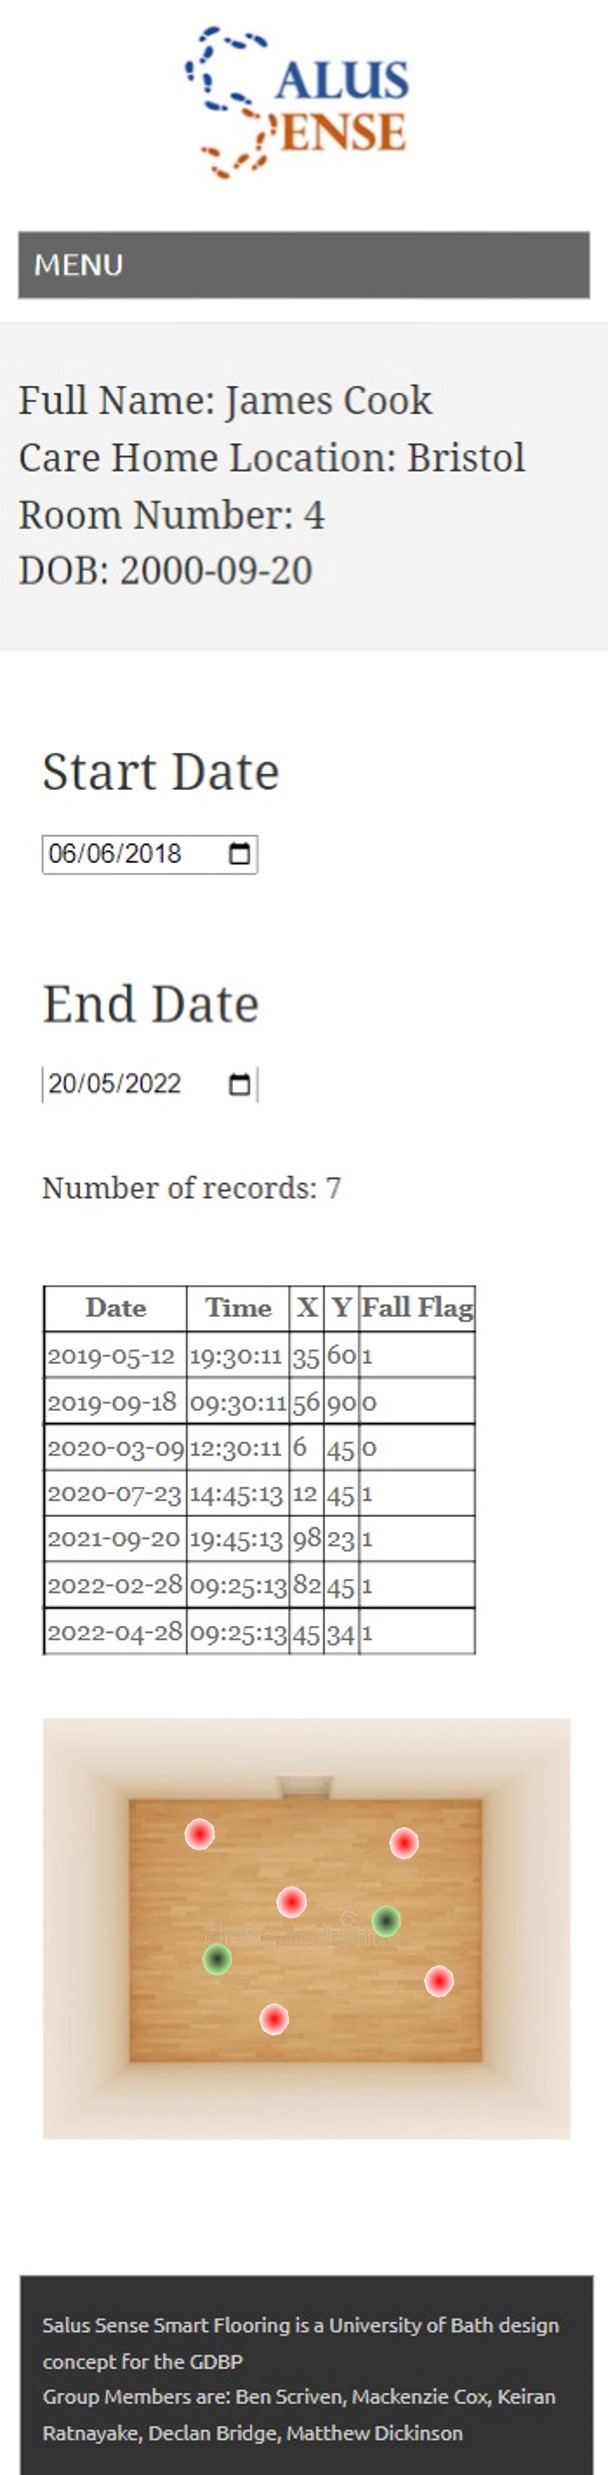 ALUS
ENSE
MENU
Full Name: James Cook
Care Home Location: Bristol
Room Number: 4
DOB: 2000-09-20
Start Date
06/06/2018
End Date
20/05/2022
Number of records: 7
Date Time X Y Fall Flag
2019-05-12 19:30:11 35 60 1
2019-09-18 09:30:11 56 90 0
2020-03-09 12:30:11 6 45 0
2020-07-23 14:45:13 12 45 1
2021-09-20 19:45:13 98 23 1
2022-02-28 09:25:13 82 45 1
2022-04-28 09:25:13 45 34 1
Salus Sense Smart Flooring is a University of Bath design
concept for the GDBP
Group Members are: Ben Scriven, Mackenzie Cox, Keiran
Ratnayake, Declan Bridge, Matthew Dickinson